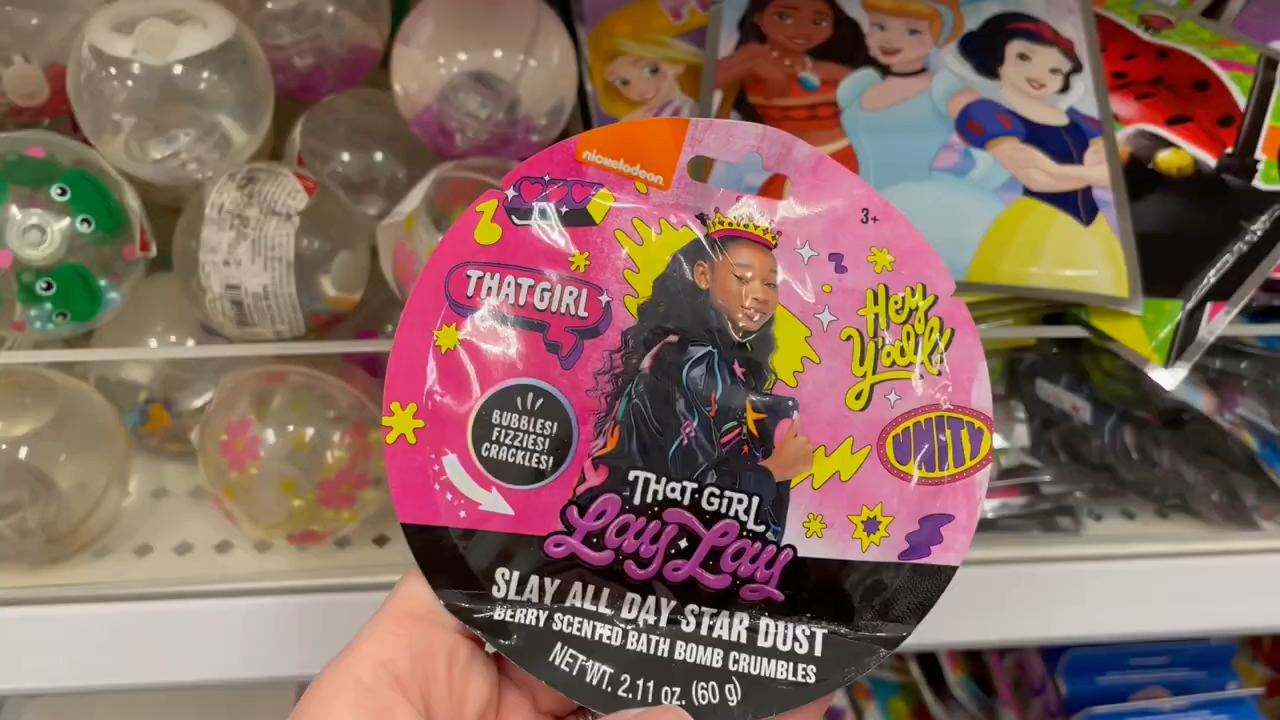 nickelodeon
3+
THATGIRL
Hey
Y'all!
BUBBLES!
FIZZIES!
CRACKLES!
UNITY
THAT GIRL
Lay Lay
SLAY ALL DAY STAR DUST
BERRY SCENTED BATH BOMB CRUMBLES
NET WT. 2.11 oz. (60 g)